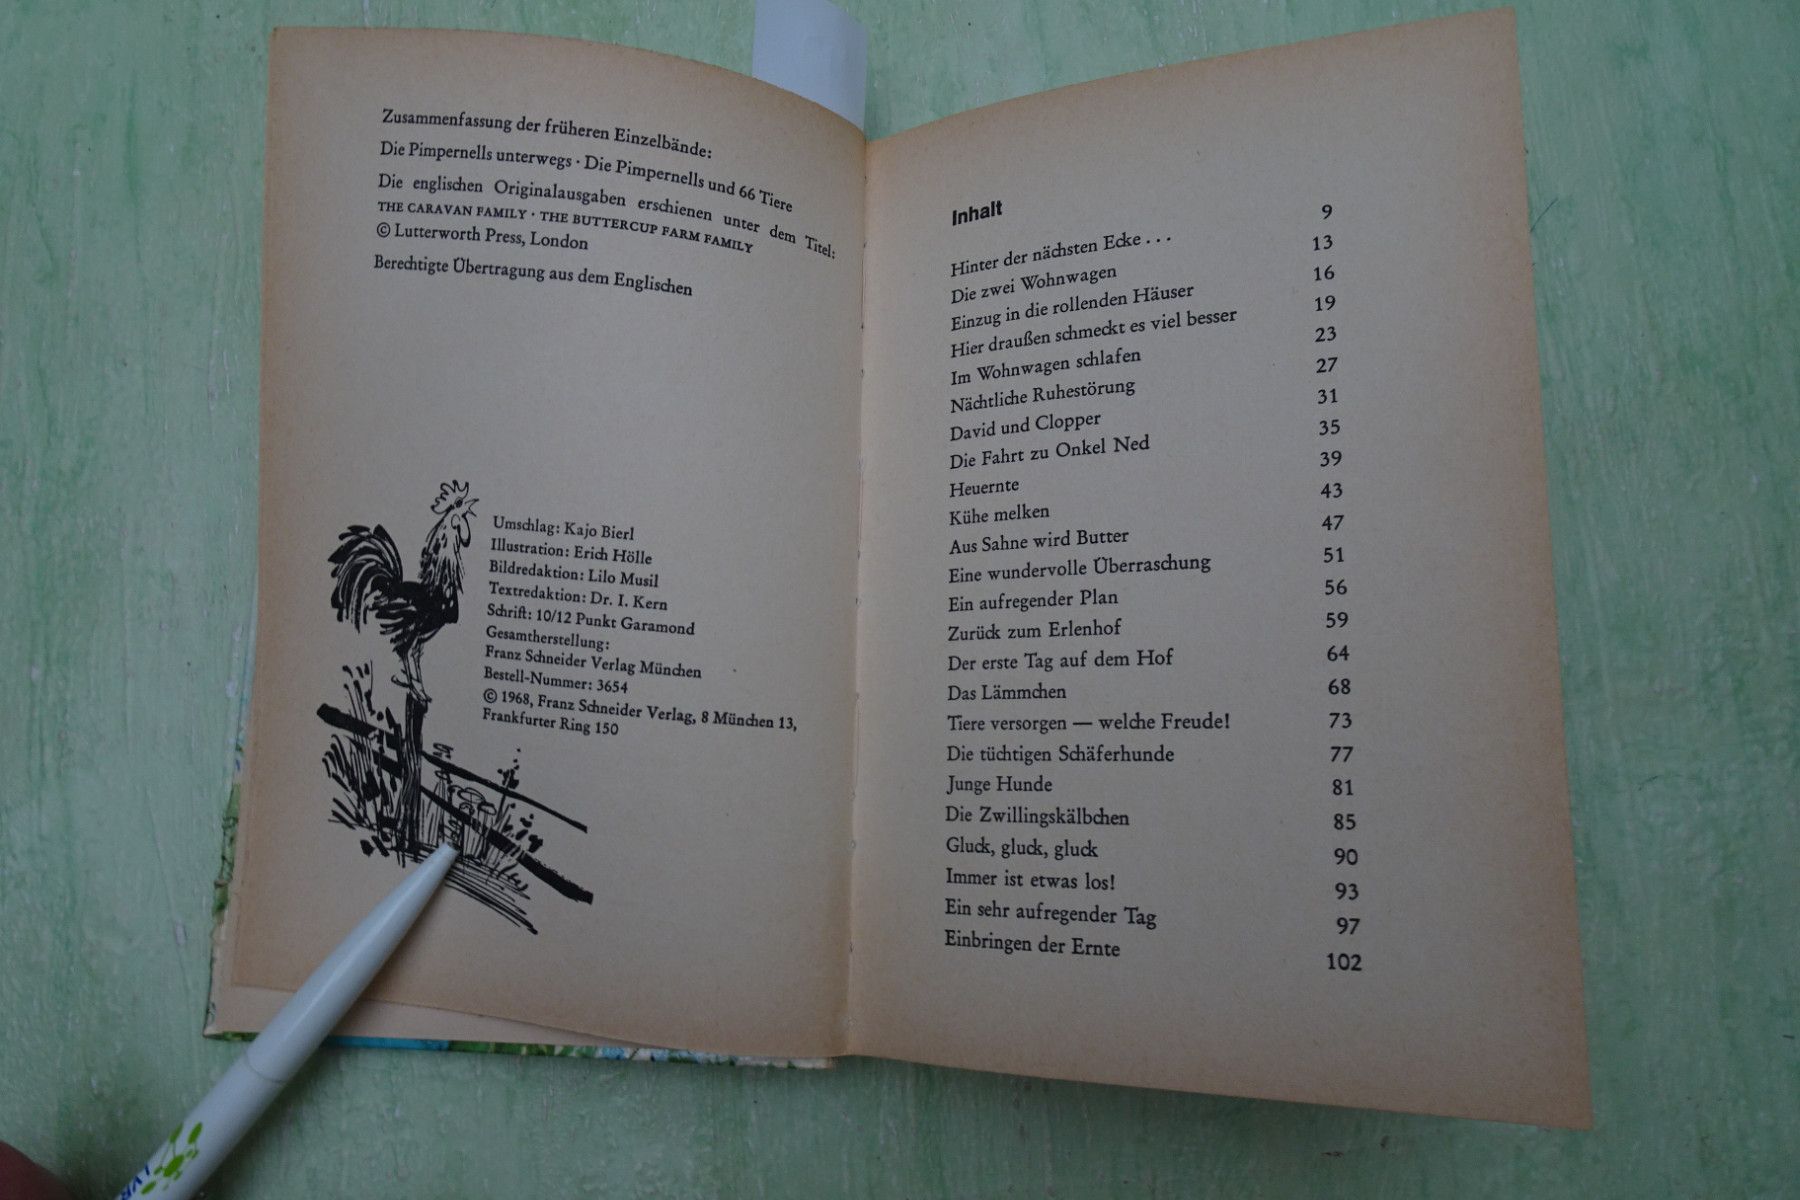 Zusammenfassung der früheren Einzelbände:
Die Pimpernells unterwegs · Die Pimpernells und 66 Tiere
Die englischen Originalausgaben erschienen unter dem Titel:
THE CARAVAN FAMILY · THE BUTTERCUP FARM FAMILY
© Lutterworth Press, London
Berechtigte Übertragung aus dem Englischen
Umschlag: Kajo Bierl
Illustration: Erich Hölle
Bildredaktion: Lilo Musil
Textredaktion: Dr. I. Kern
Schrift: 10/12 Punkt Garamond
Gesamtherstellung:
Franz Schneider Verlag München
Bestell-Nummer: 3654
© 1968, Franz Schneider Verlag, 8 München 13,
Frankfurter Ring 150
Inhalt
Hinter der nächsten Ecke . . . 9
Die zwei Wohnwagen 13
Einzug in die rollenden Häuser 16
Hier draußen schmeckt es viel besser 19
Im Wohnwagen schlafen 23
Nächtliche Ruhestörung 27
David und Clopper 31
Die Fahrt zu Onkel Ned 35
Heuernte 39
Kühe melken 43
Aus Sahne wird Butter 47
Eine wundervolle Überraschung 51
Ein aufregender Plan 56
Zurück zum Erlenhof 59
Der erste Tag auf dem Hof 64
Das Lämmchen 68
Tiere versorgen — welche Freude! 73
Die tüchtigen Schäferhunde 77
Junge Hunde 81
Die Zwillingskälbchen 85
Gluck, gluck, gluck 90
Immer ist etwas los! 93
Ein sehr aufregender Tag 97
Einbringen der Ernte 102
LVR